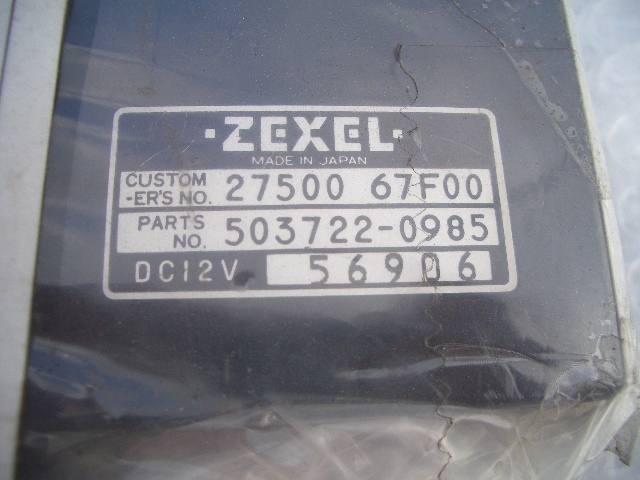 ·ZEXEL·
MADE IN JAPAN
CUSTOM
-ER'S NO. 27500 67F00
PARTS
NO. 503722-0985
DC12V 56906